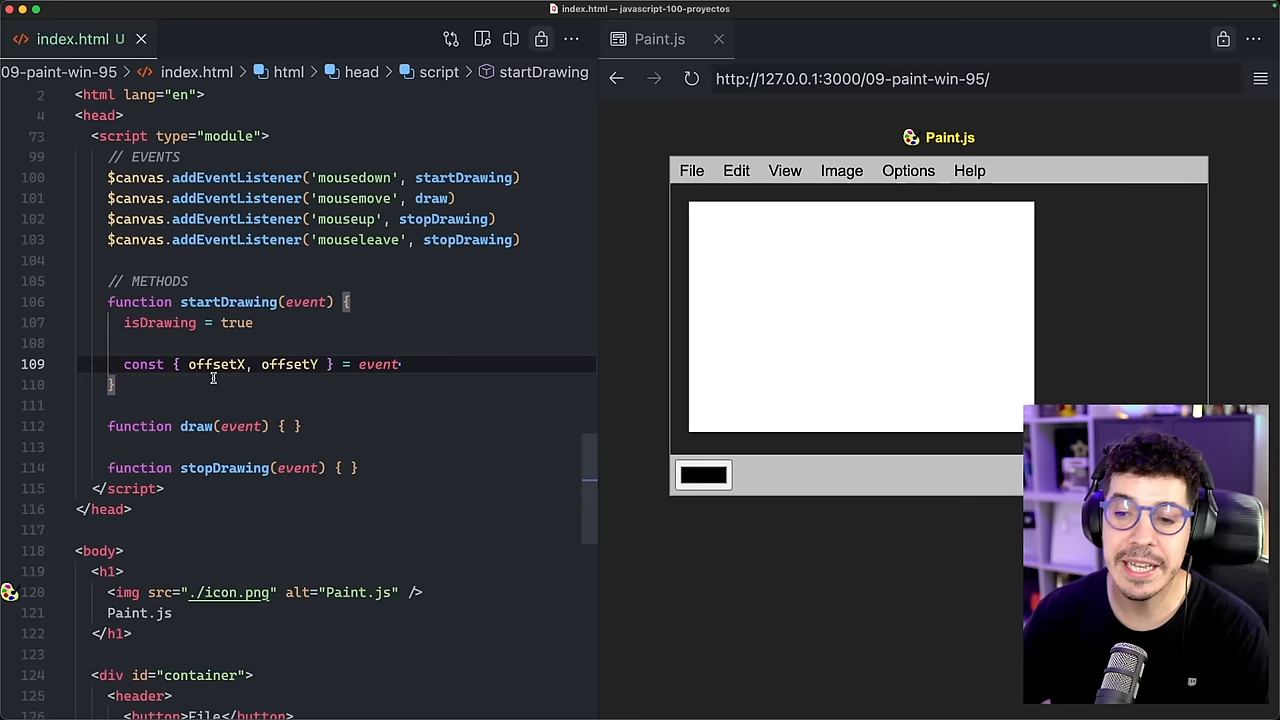 index.html — javascript-100-proyectos
index.html U
Paint.js
09-paint-win-95 > index.html > html > head > script > startDrawing
http://127.0.0.1:3000/09-paint-win-95/
2 <html lang="en">
4 <head>
73 <script type="module">
99 // EVENTS
100 $canvas.addEventListener('mousedown', startDrawing)
101 $canvas.addEventListener('mousemove', draw)
102 $canvas.addEventListener('mouseup', stopDrawing)
103 $canvas.addEventListener('mouseleave', stopDrawing)
104
105 // METHODS
106 function startDrawing(event) {
107 isDrawing = true
108
109 const { offsetX, offsetY } = event
110 }
111
112 function draw(event) { }
113
114 function stopDrawing(event) { }
115 </script>
116 </head>
117
118 <body>
119 <h1>
120 <img src="./icon.png" alt="Paint.js" />
121 Paint.js
122 </h1>
123
124 <div id="container">
125 <header>
126 <button>File</button>
Paint.js
File Edit View Image Options Help